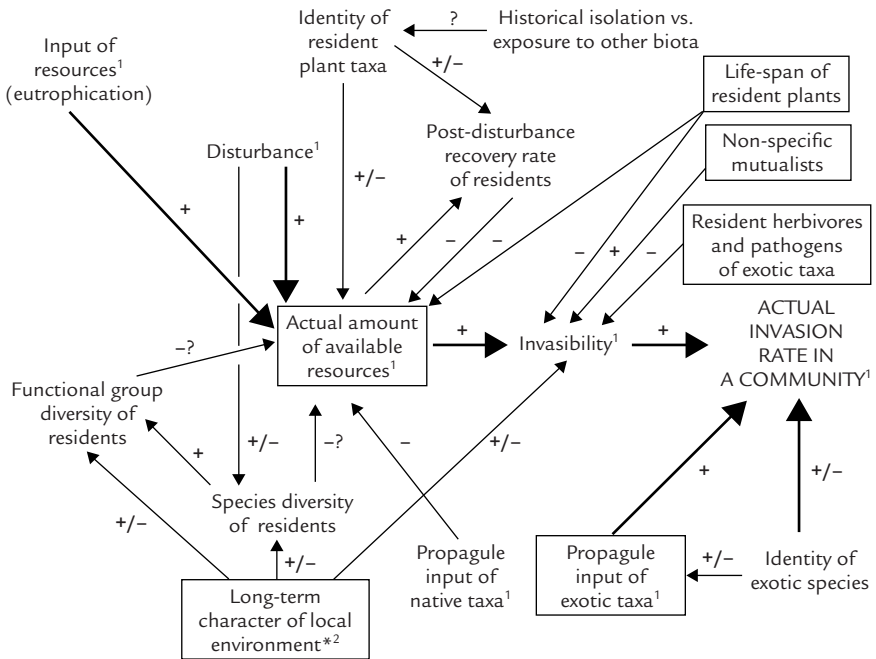 Identity of
resident
plant taxa
?
Historical isolation vs.
exposure to other biota
Input of
resources¹
(eutrophication)
+/–
Life-span of
resident plants
Post-disturbance
recovery rate
of residents
Disturbance¹
Non-specific
mutualists
+/–
+
+
Resident herbivores
and pathogens
of exotic taxa
+
–
–
–
+
–
Actual amount
of available
resources¹
+
Invasibility¹
+
ACTUAL
INVASION
RATE IN
A COMMUNITY¹
–?
Functional group
diversity of
residents
+
+/–
–?
–
+/–
+
+/–
Species diversity
of residents
+/–
+/–
Propagule
input of
native taxa¹
Propagule
input of
exotic taxa¹
+/–
Identity of
exotic species
Long-term
character of local
environment*²